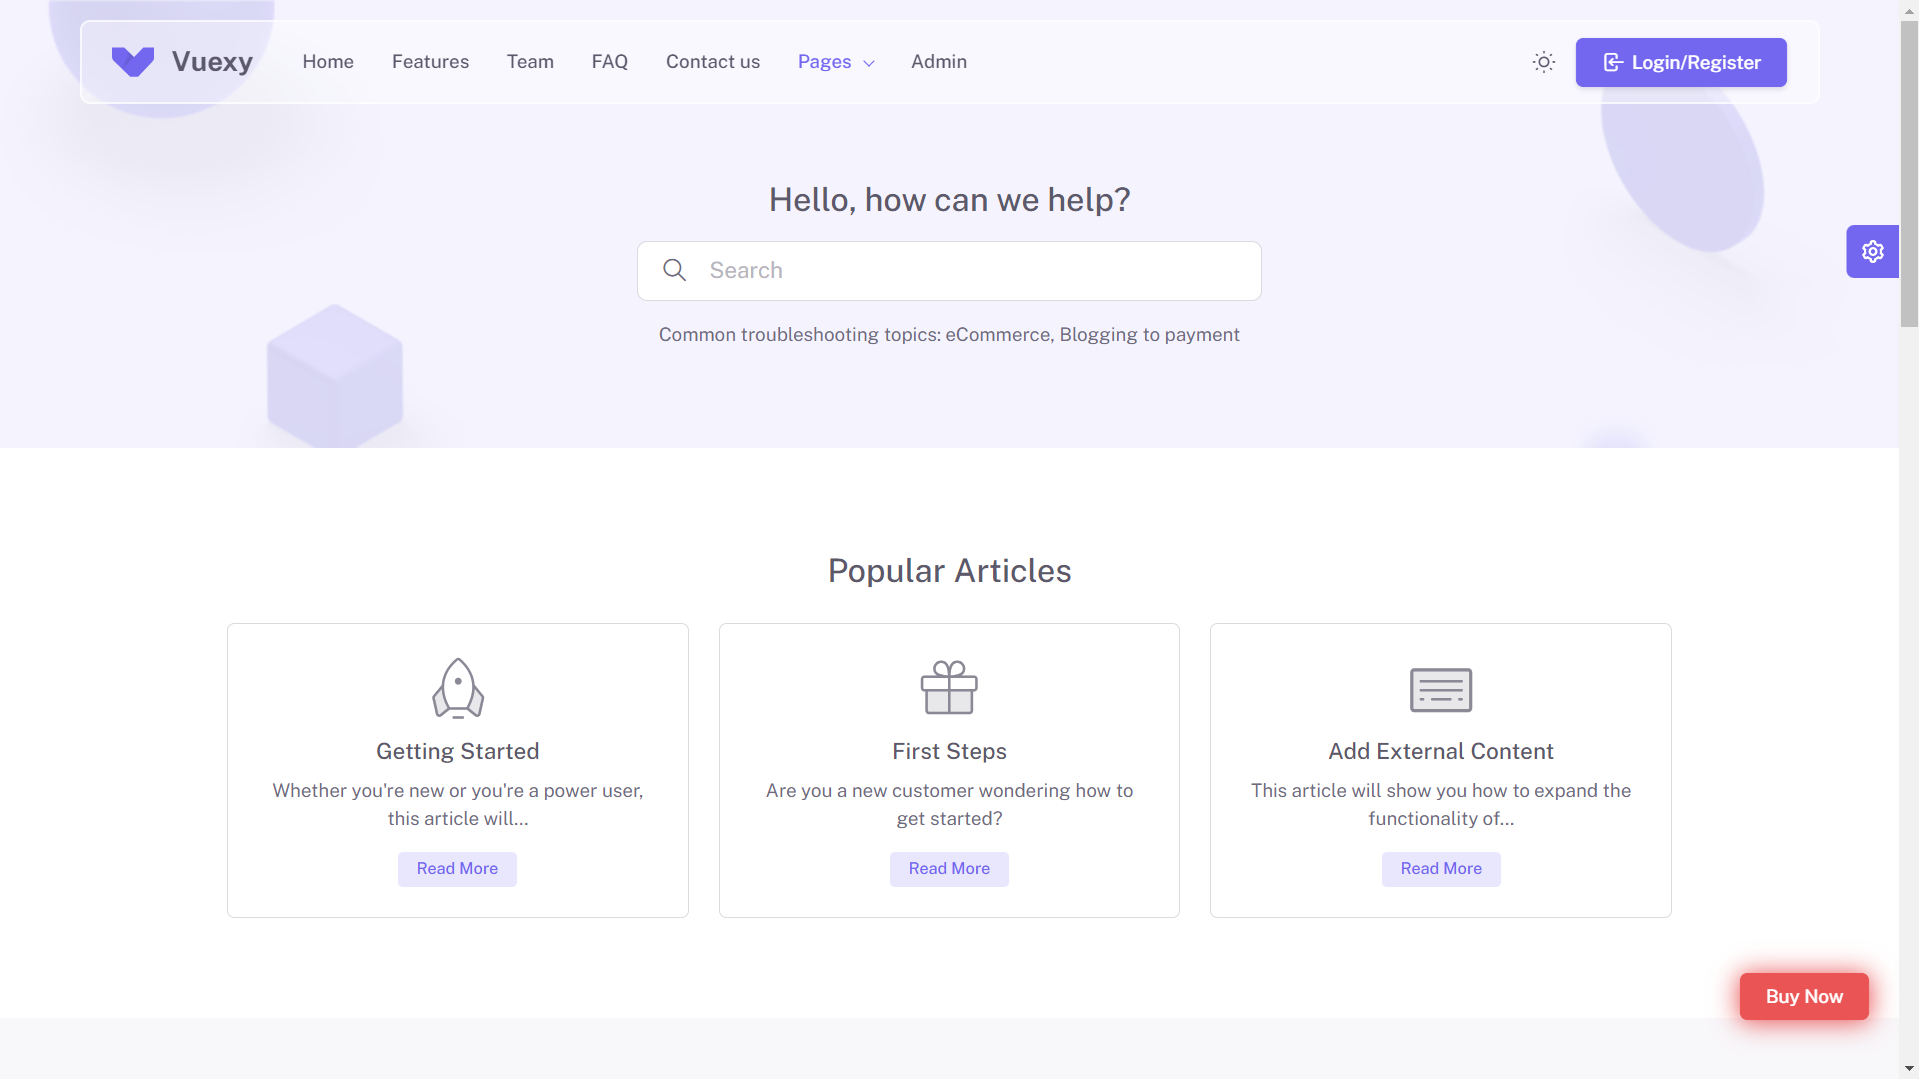 Vuexy
Home
Features
Team
FAQ
Contact us
Pages
Admin
Login/Register
Hello, how can we help?
Search
Common troubleshooting topics: eCommerce, Blogging to payment
Popular Articles
Getting Started
Whether you're new or you're a power user,
this article will...
Read More
First Steps
Are you a new customer wondering how to
get started?
Read More
Add External Content
This article will show you how to expand the
functionality of...
Read More
Buy Now